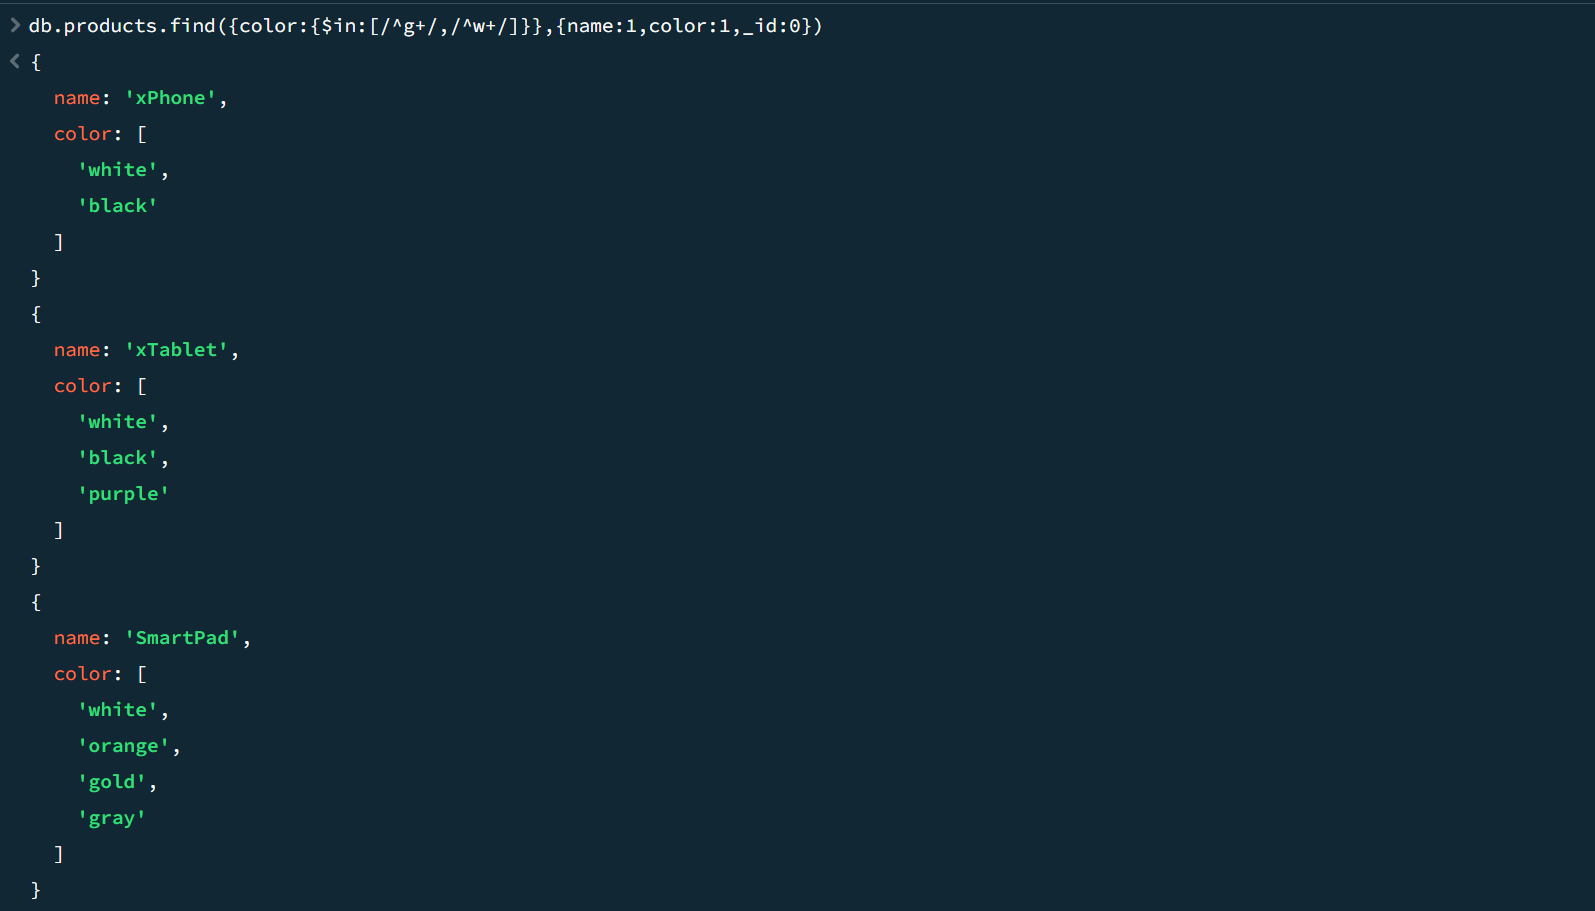 > db.products.find({color:{$in:[/^g+/,/^w+/]}},{name:1,color:1,_id:0})
< {
name: 'xPhone',
color: [
'white',
'black'
]
}
{
name: 'xTablet',
color: [
'white',
'black',
'purple'
]
}
{
name: 'SmartPad',
color: [
'white',
'orange',
'gold',
'gray'
]
}